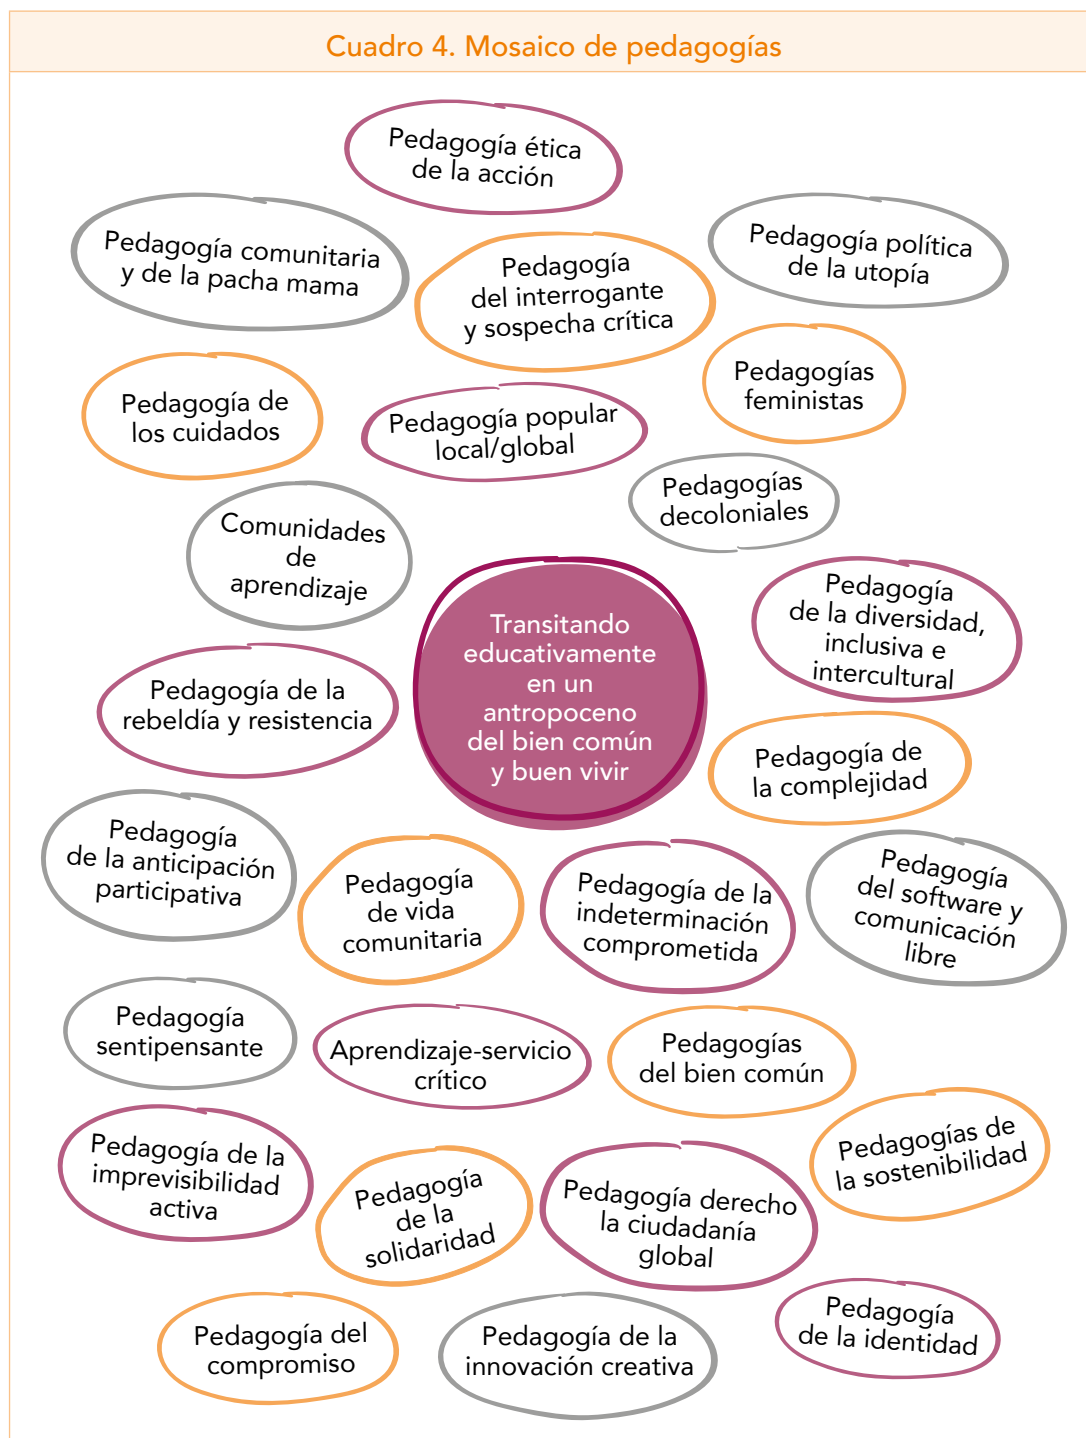 Cuadro 4. Mosaico de pedagogías
Pedagogía ética
de la acción
Pedagogía comunitaria
y de la pacha mama
Pedagogía
del interrogante
y sospecha crítica
Pedagogía política
de la utopía
Pedagogía de
los cuidados
Pedagogía popular
local/global
Pedagogías
feministas
Comunidades
de
aprendizaje
Pedagogías
decoloniales
Transitando
educativamente
en un
antropoceno
del bien común
y buen vivir
Pedagogía
de la diversidad,
inclusiva e
intercultural
Pedagogía de la
rebeldía y resistencia
Pedagogía de
la complejidad
Pedagogía
de la anticipación
participativa
Pedagogía
de vida
comunitaria
Pedagogía de la
indeterminación
comprometida
Pedagogía
del software y
comunicación
libre
Pedagogía
sentipensante
Aprendizaje-servicio
crítico
Pedagogías
del bien común
Pedagogías de
la sostenibilidad
Pedagogía de la
imprevisibilidad
activa
Pedagogía
de la
solidaridad
Pedagogía derecho
la ciudadanía
global
Pedagogía del
compromiso
Pedagogía de la
innovación creativa
Pedagogía
de la identidad